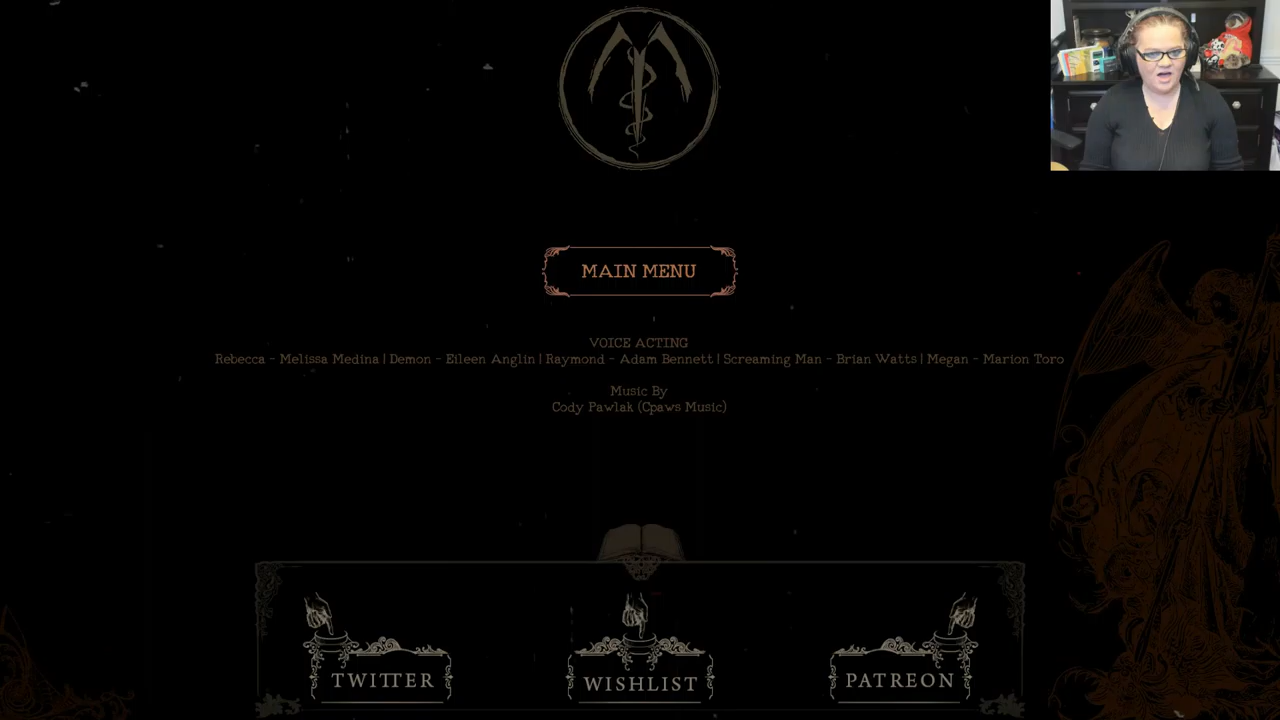 MAIN MENU
VOICE ACTING
Rebecca - Melissa Medina | Demon - Eileen Anglin | Raymond - Adam Bennett | Screaming Man - Brian Watts | Megan - Marion Toro
Music By
Cody Pawlak (Cpaws Music)
TWITTER
WISHLIST
PATREON